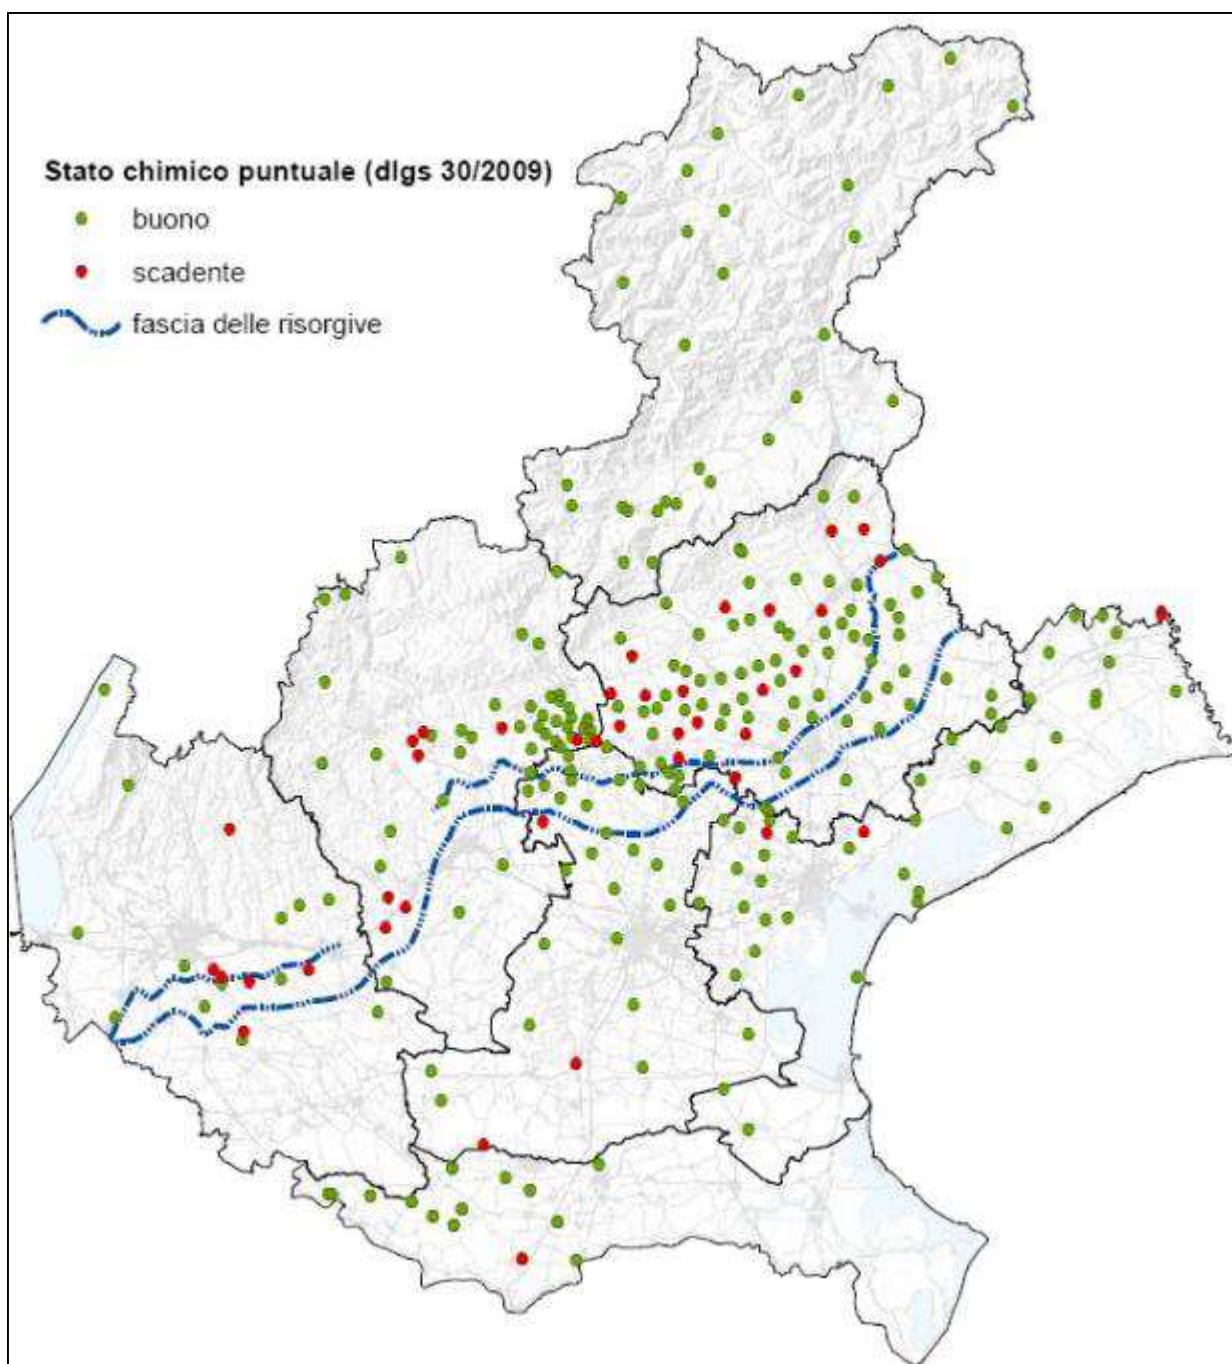 Stato chimico puntuale (dlgs 30/2009)
buono
scadente
fascia delle risorgive